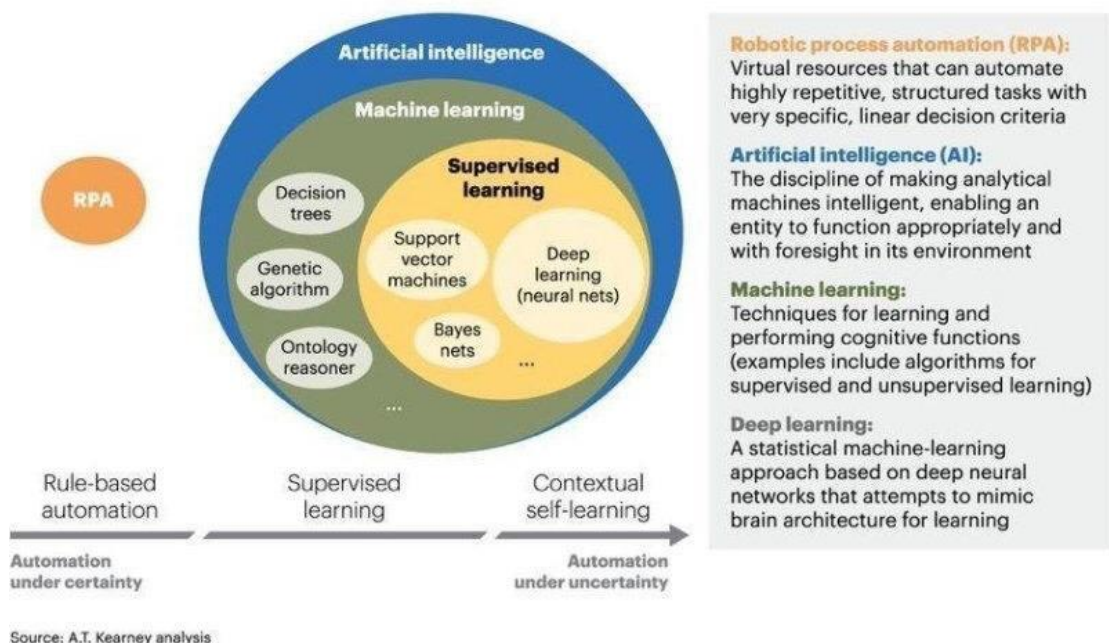 Artificial intelligence
Machine learning
Supervised
learning
RPA
Decision
trees
Support
vector
machines
Deep
learning
(neural nets)
Genetic
algorithm
Bayes
nets
Ontology
reasoner
...
...
Rule-based
automation
Supervised
learning
Contextual
self-learning
Automation
under certainty
Automation
under uncertainty
Robotic process automation (RPA):
Virtual resources that can automate
highly repetitive, structured tasks with
very specific, linear decision criteria
Artificial intelligence (AI):
The discipline of making analytical
machines intelligent, enabling an
entity to function appropriately and
with foresight in its environment
Machine learning:
Techniques for learning and
performing cognitive functions
(examples include algorithms for
supervised and unsupervised learning)
Deep learning:
A statistical machine-learning
approach based on deep neural
networks that attempts to mimic
brain architecture for learning
Source: A.T. Kearney analysis